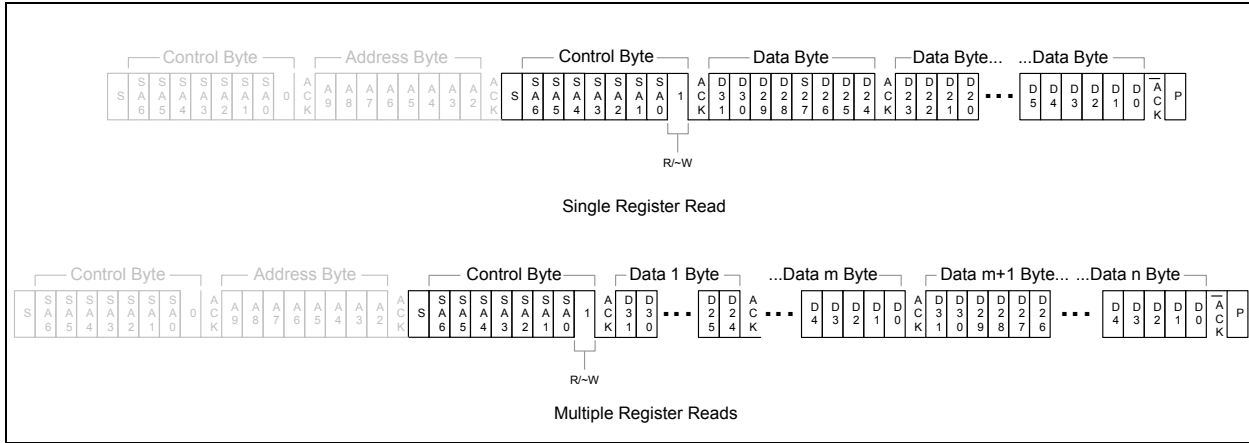 Control Byte Address Byte Control Byte Data Byte Data Byte... ...Data Byte
S SA6 SA5 SA4 SA3 SA2 SA1 SA0 0 ACK A9 A8 A7 A6 A5 A4 A3 A2 ACK S SA6 SA5 SA4 SA3 SA2 SA1 SA0 1 ACK D31 D30 D29 D28 S27 D26 D25 D24 ACK D23 D22 D21 D20 ... D5 D4 D3 D2 D1 D0 ACK P
R/~W
Single Register Read
Control Byte Address Byte Control Byte Data 1 Byte ...Data m Byte Data m+1 Byte... ...Data n Byte
S SA6 SA5 SA4 SA3 SA2 SA1 SA0 0 ACK A9 A8 A7 A6 A5 A4 A3 A2 ACK S SA6 SA5 SA4 SA3 SA2 SA1 SA0 1 ACK D31 D30 ... D25 D24 ACK ... D4 D3 D2 D1 D0 ACK D31 D30 D29 D28 D27 D26 ... D4 D3 D2 D1 D0 ACK P
R/~W
Multiple Register Reads